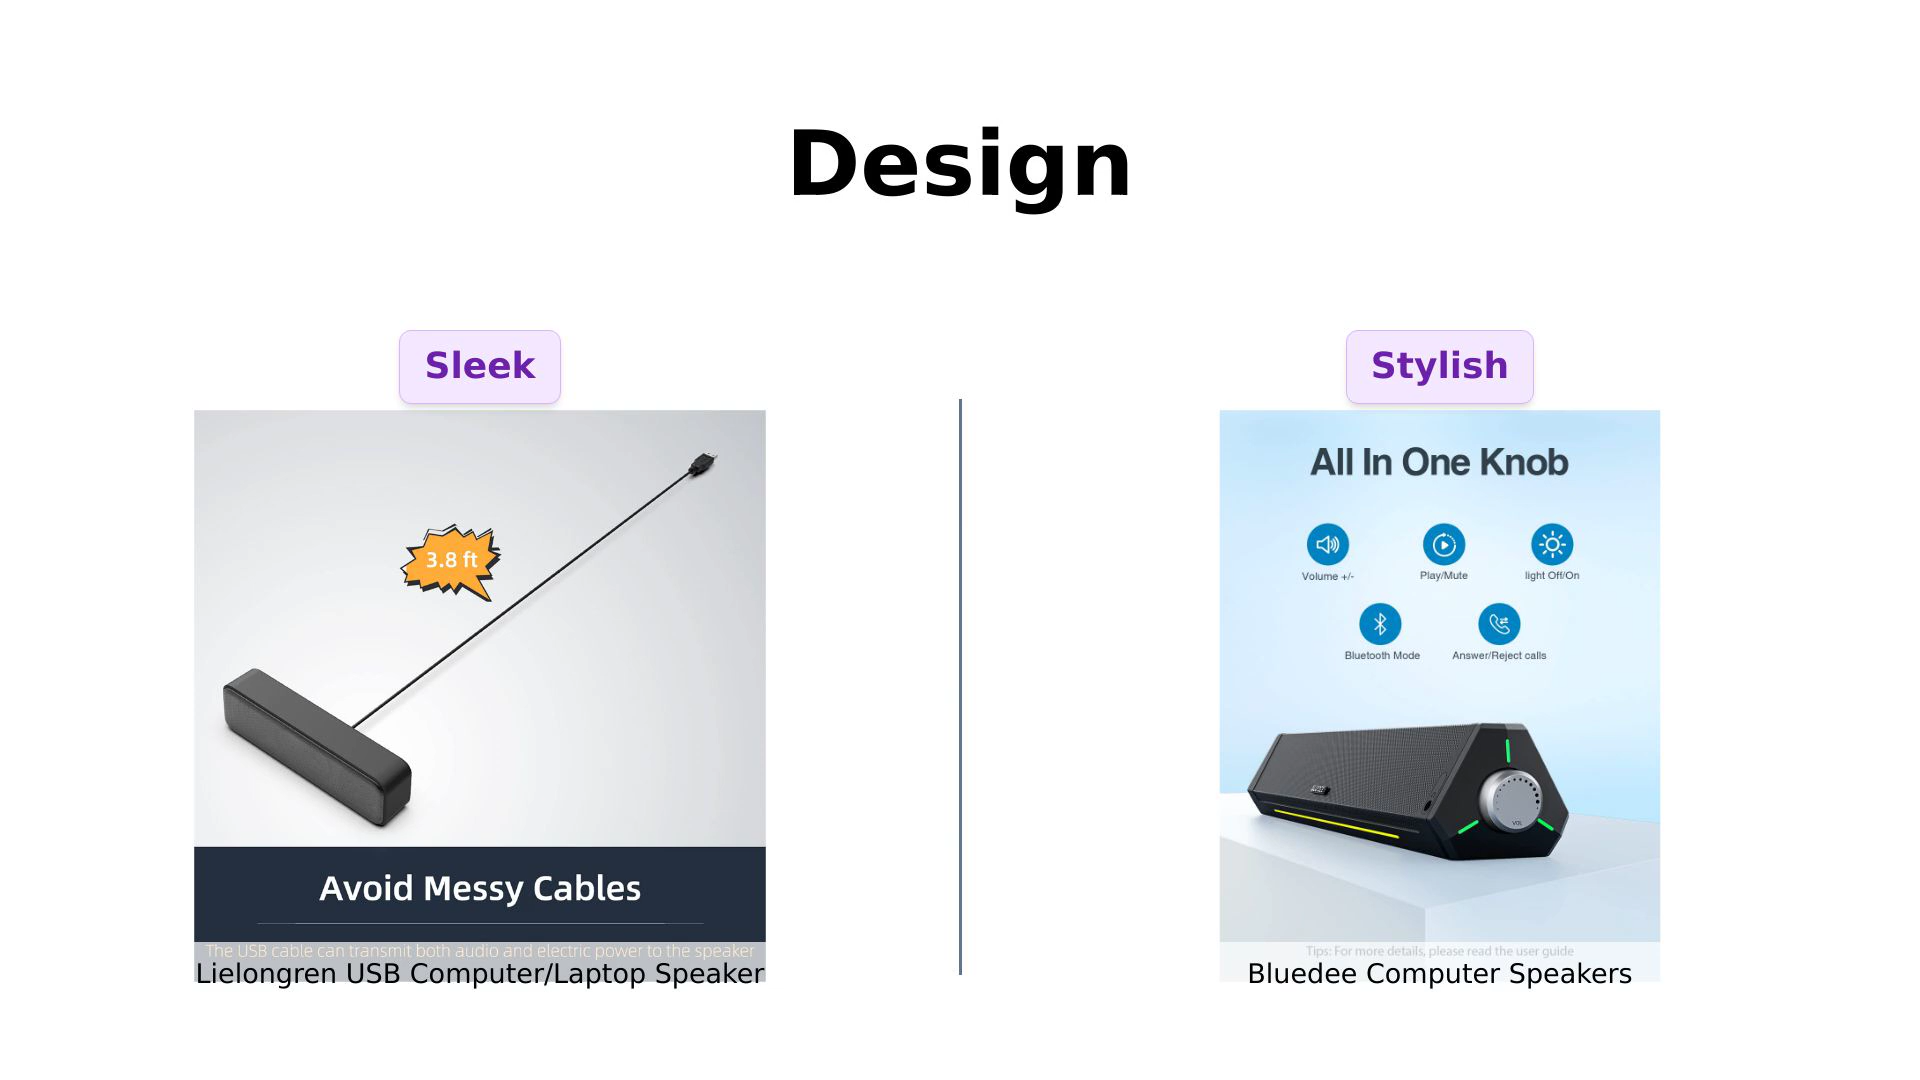 Design
Sleek
Stylish
3.8 ft
Avoid Messy Cables
The USB cable can transmit both audio and electric power to the speaker
Lielongren USB Computer/Laptop Speaker
All In One Knob
Volume +/-
Play/Mute
light Off/On
Bluetooth Mode
Answer/Reject calls
VOL
Tips: For more details, please read the user guide
Bluedee Computer Speakers